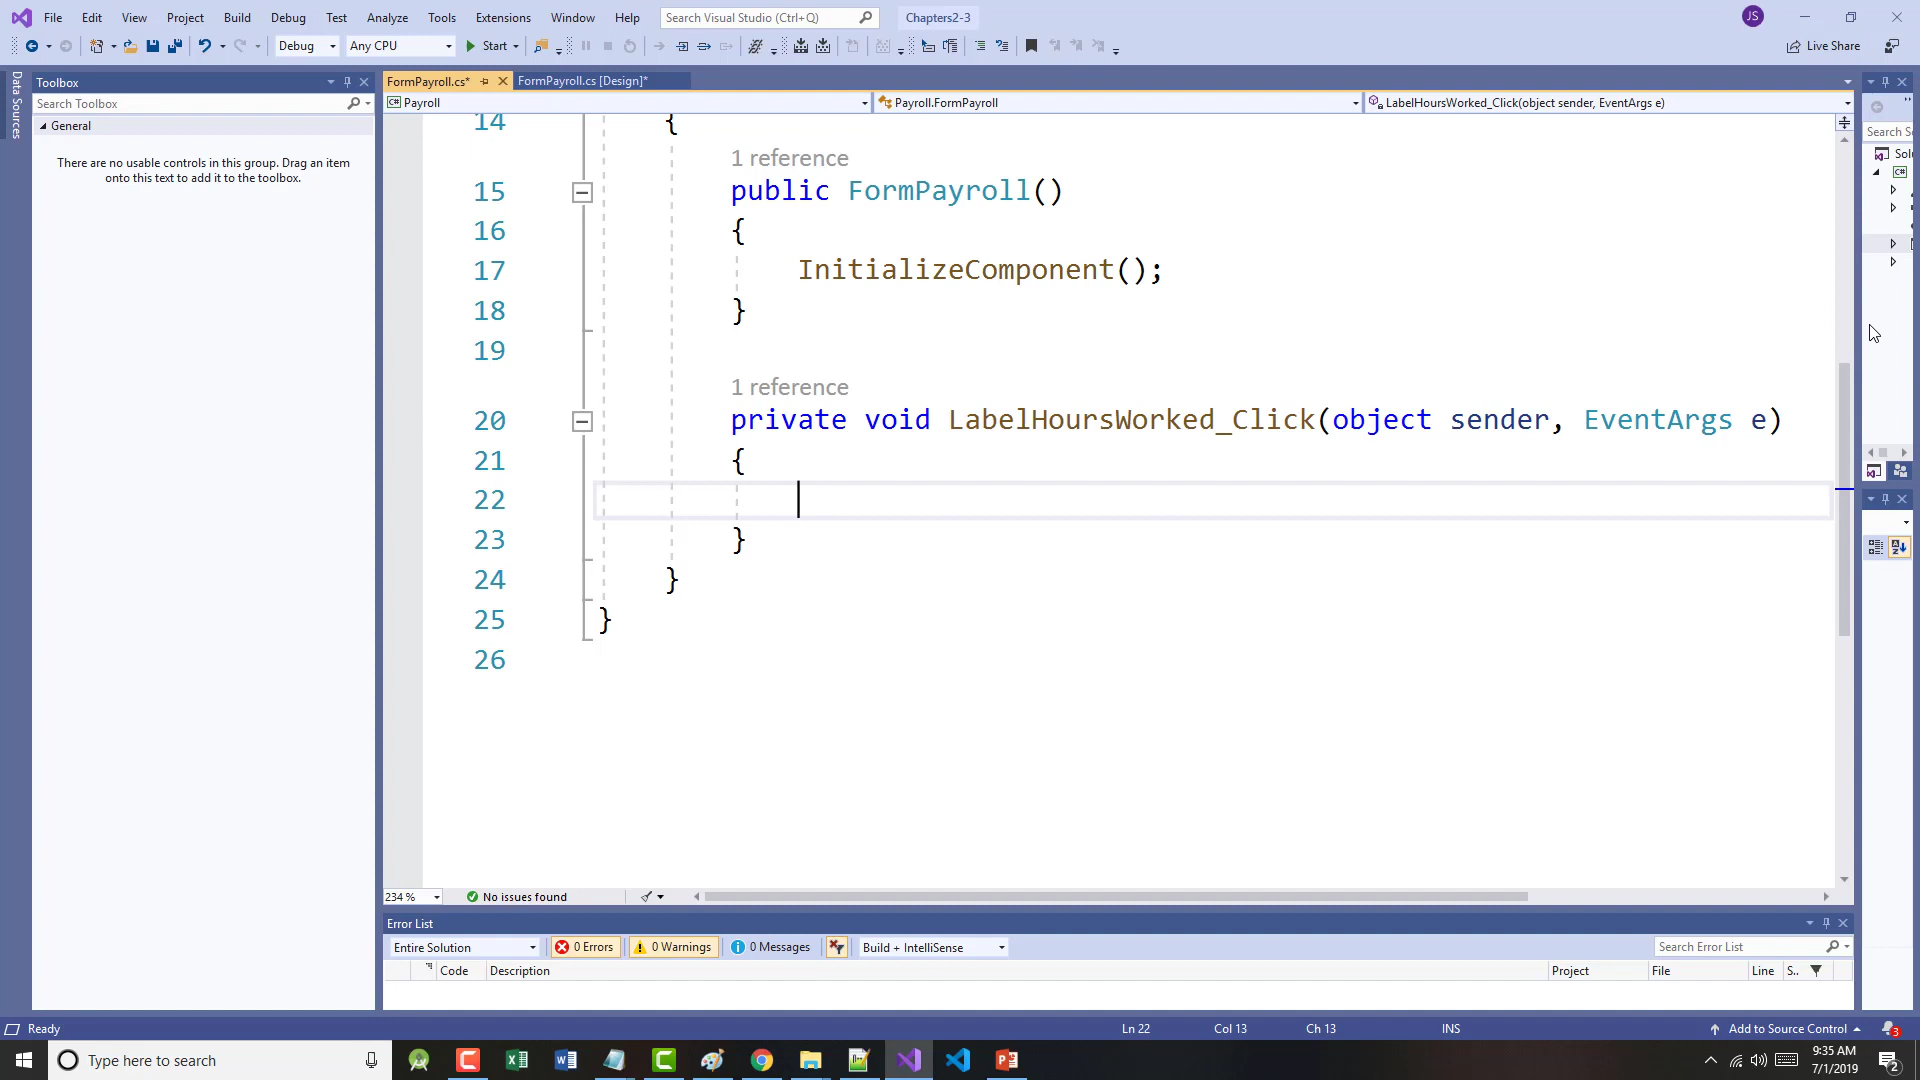 File Edit View Project Build Debug Test Analyze Tools Extensions Window Help Search Visual Studio (Ctrl+Q) Chapters2-3 JS
Debug Any CPU Start Live Share
Data Sources
Toolbox
Search Toolbox
General
There are no usable controls in this group. Drag an item
onto this text to add it to the toolbox.
FormPayroll.cs* FormPayroll.cs [Design]*
Payroll Payroll.FormPayroll LabelHoursWorked_Click(object sender, EventArgs e)
14 {
1 reference
15 public FormPayroll()
16 {
17 InitializeComponent();
18 }
19
1 reference
20 private void LabelHoursWorked_Click(object sender, EventArgs e)
21 {
22
23 }
24 }
25 }
26
Search S
Sol
C#
234 % No issues found
Error List
Entire Solution 0 Errors 0 Warnings 0 Messages Build + IntelliSense Search Error List
Code Description Project File Line S..
Ready Ln 22 Col 13 Ch 13 INS Add to Source Control 3
Type here to search 9:35 AM
7/1/2019 2